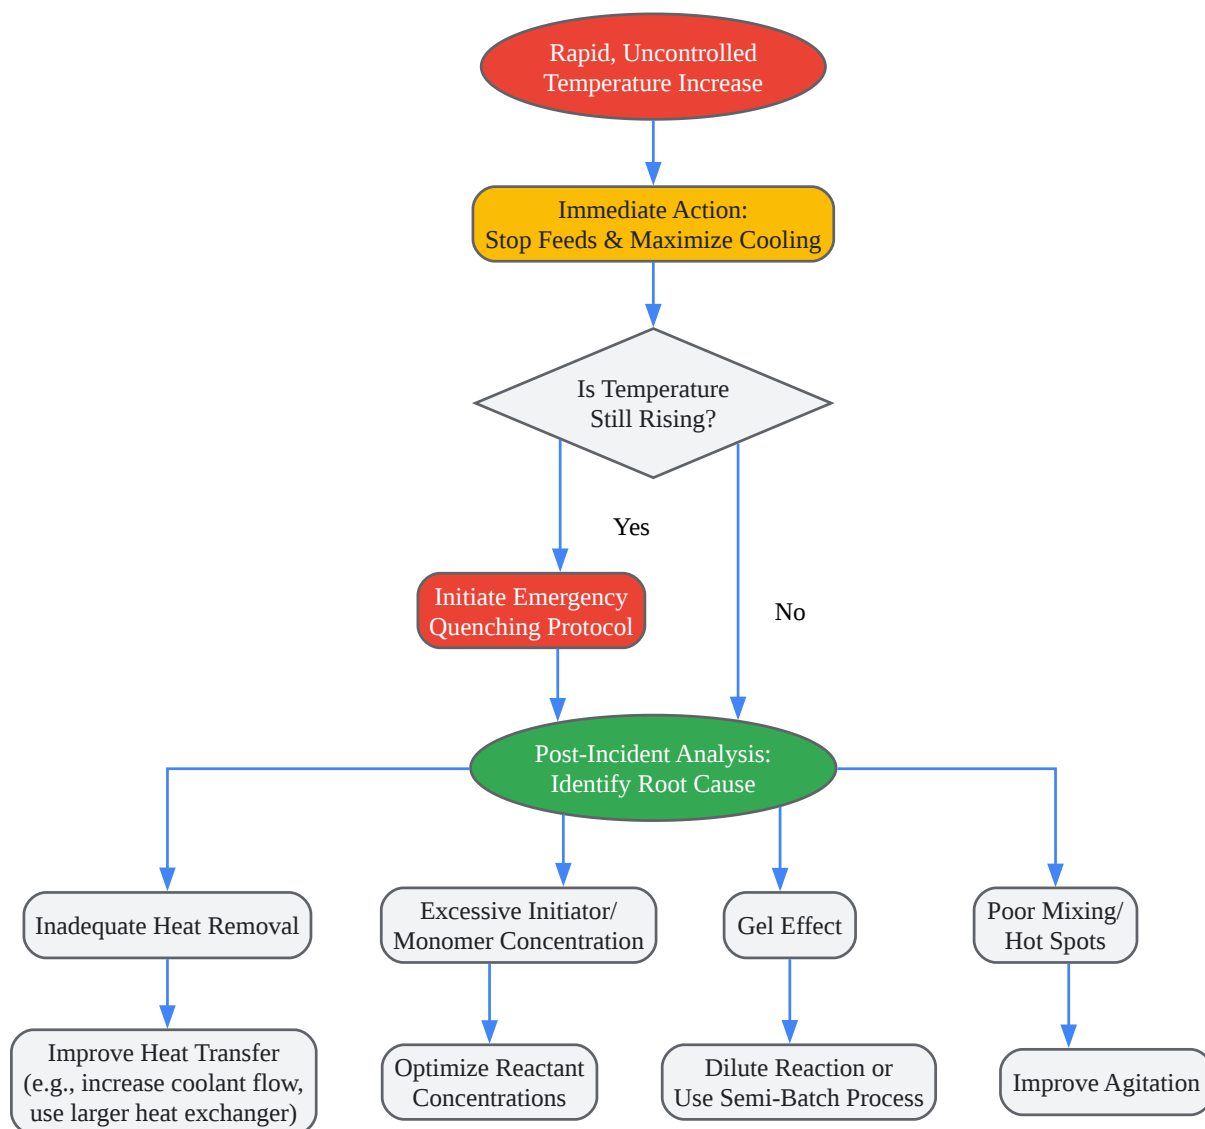 Rapid, Uncontrolled
Temperature Increase
Immediate Action:
Stop Feeds & Maximize Cooling
Is Temperature
Still Rising?
Yes
Initiate Emergency
Quenching Protocol
No
Post-Incident Analysis:
Identify Root Cause
Inadequate Heat Removal
Excessive Initiator/
Monomer Concentration
Gel Effect
Poor Mixing/
Hot Spots
Improve Heat Transfer
(e.g., increase coolant flow,
use larger heat exchanger)
Optimize Reactant
Concentrations
Dilute Reaction or
Use Semi-Batch Process
Improve Agitation